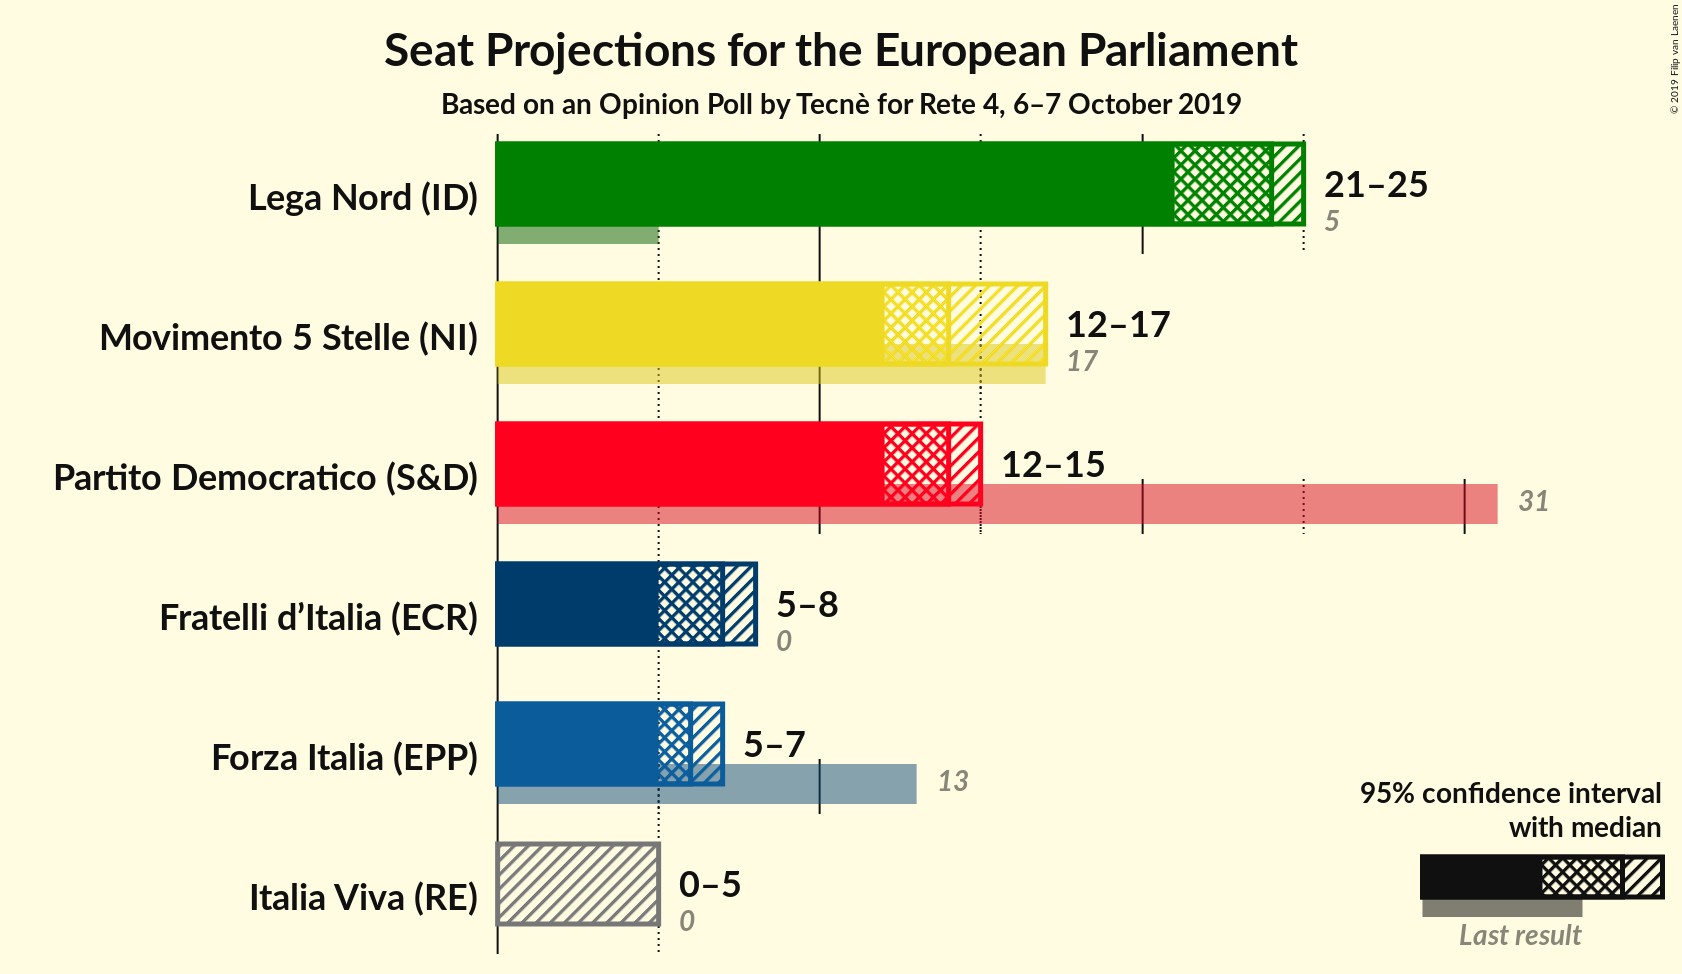 Seat Projections for the European Parliament
Based on an Opinion Poll by Tecnè for Rete 4, 6–7 October 2019
© 2019 Filip van Laenen
Lega Nord (ID)
21–25
5
Movimento 5 Stelle (NI)
12–17
17
Partito Democratico (S&D)
12–15
31
Fratelli d’Italia (ECR)
5–8
0
Forza Italia (EPP)
5–7
13
Italia Viva (RE)
0–5
0
95% confidence interval
with median
Last result